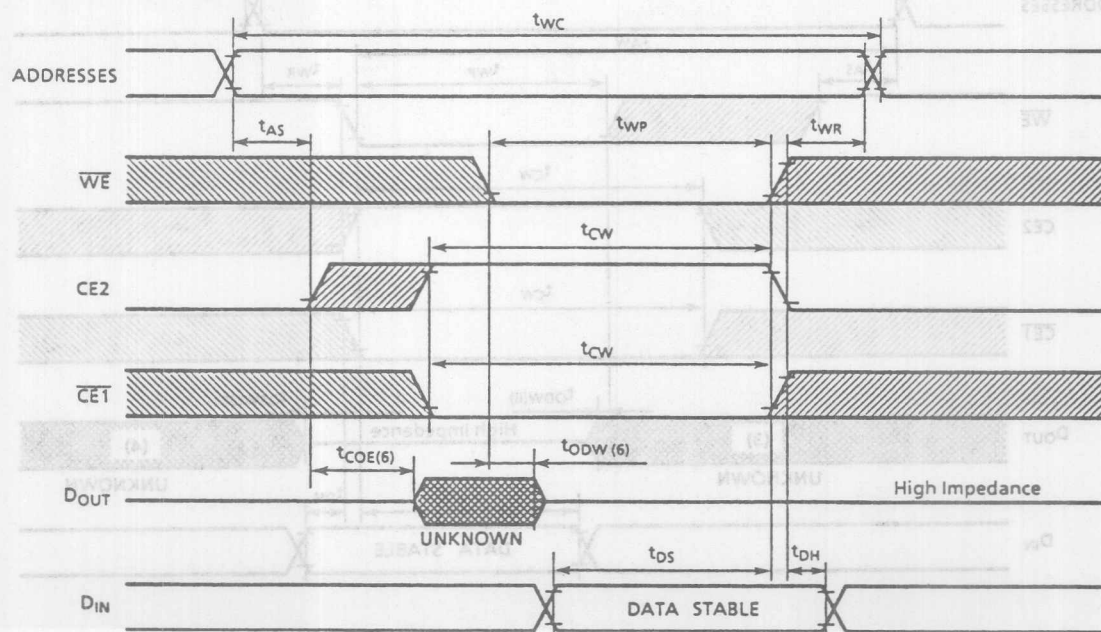 tWC
ADDRESSES
tAS
tWP
tWR
WE
tCW
CE2
tCW
CE1
tCOE(6)
tODW(6)
DOUT
High Impedance
UNKNOWN
tDS
tDH
DIN
DATA STABLE